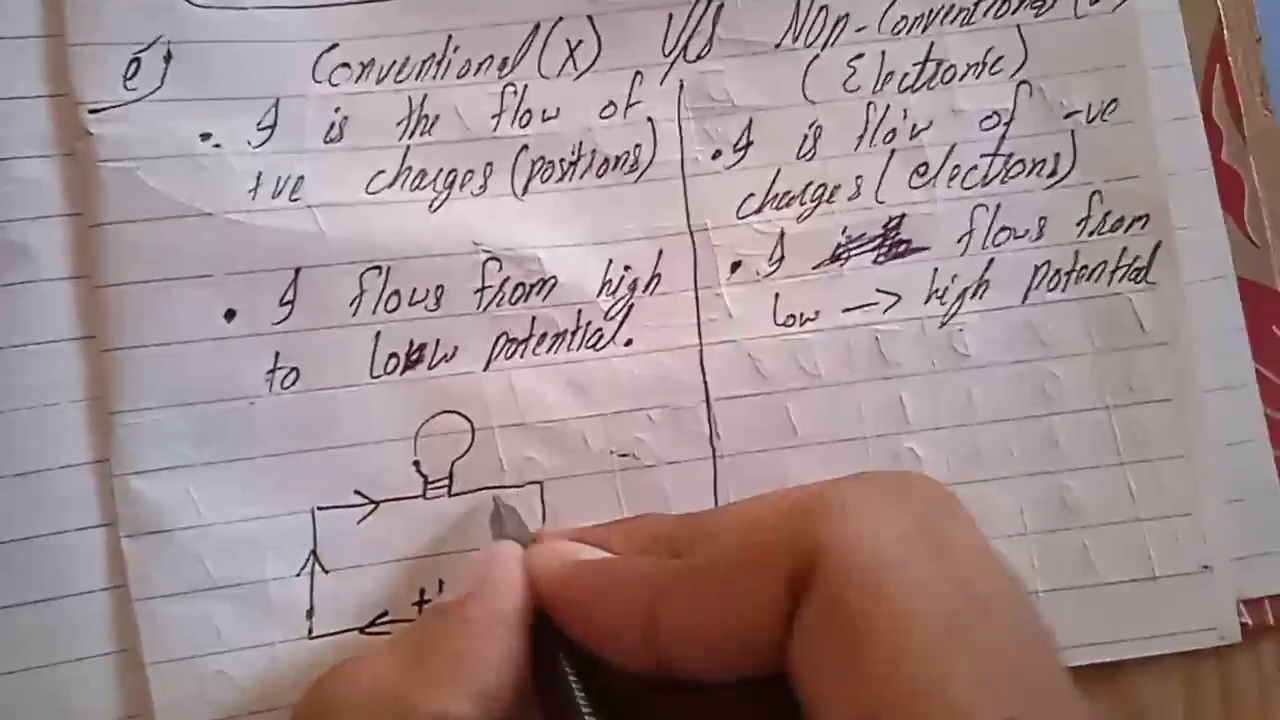 e) Conventional (x) V/S Non-Conventional
(Electronic)
• I is the flow of
+ve charges (positions)
• I flows from high
to low potential.
• I is flow of -ve
charges (elections)
• I flows from
low -> high potential
+